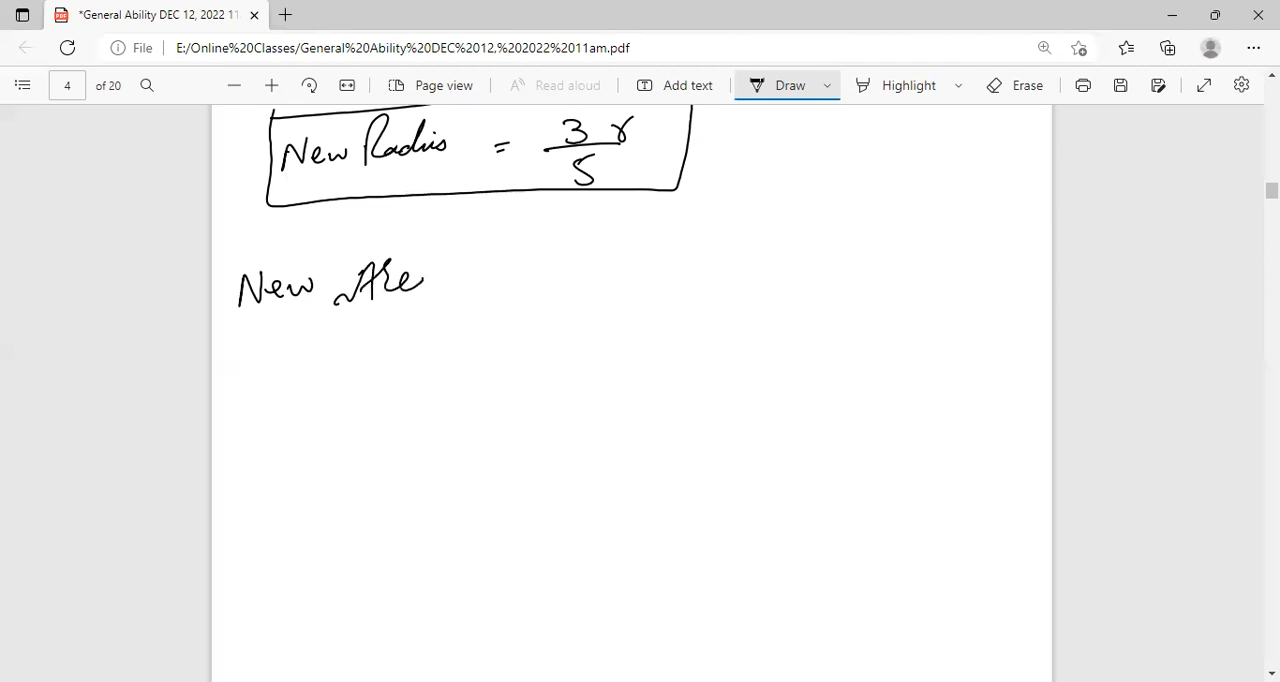 *General Ability DEC 12, 2022 11
File E:/Online%20Classes/General%20Ability%20DEC%2012,%202022%2011am.pdf
4 of 20 Page view Read aloud Add text Draw Highlight Erase
New Radius = 3 r / 5
New Are